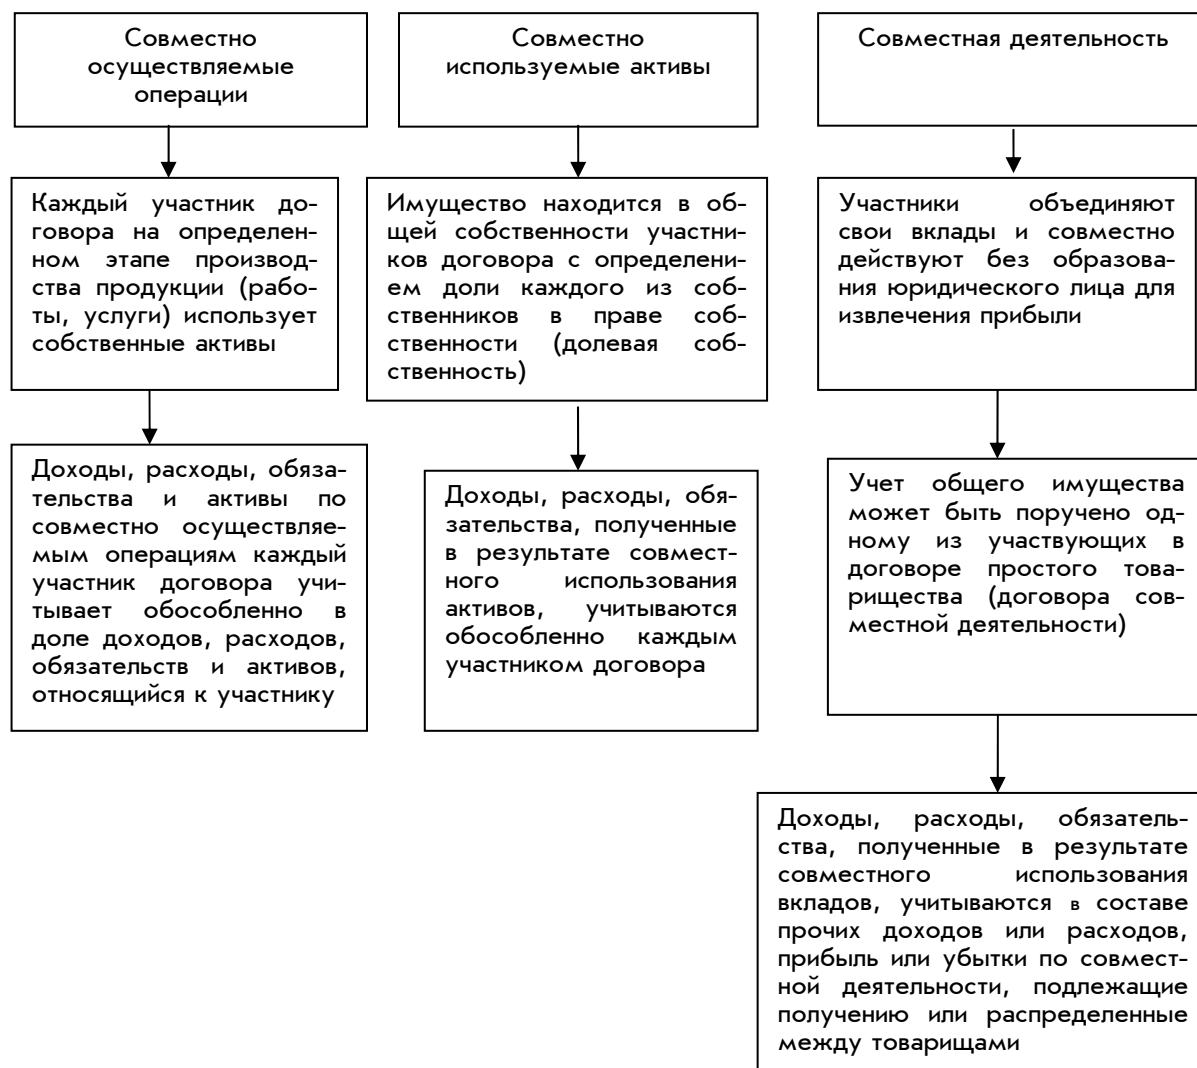 Совместно
осуществляемые
операции
Каждый участник до-
говора на определен-
ном этапе производ-
ства продукции (рабо-
ты, услуги) использует
собственные активы
Доходы, расходы, обяза-
тельства и активы по
совместно осуществляе-
мым операциям каждый
участник договора учи-
тывает обособленно в
доле доходов, расходов,
обязательств и активов,
относящийся к участнику
Совместно
используемые активы
Имущество находится в об-
щей собственности участни-
ков договора с определени-
ем доли каждого из соб-
ственников в праве соб-
ственности (долевая соб-
ственность)
Доходы, расходы, обя-
зательства, полученные
в результате совмест-
ного использования
активов, учитываются
обособленно каждым
участником договора
Совместная деятельность
Участники объединяют
свои вклады и совместно
действуют без образова-
ния юридического лица для
извлечения прибыли
Учет общего имущества
может быть поручено од-
ному из участвующих в
договоре простого това-
рищества (договора сов-
местной деятельности)
Доходы, расходы, обязатель-
ства, полученные в результате
совместного использования
вкладов, учитываются в составе
прочих доходов или расходов,
прибыль или убытки по совмест-
ной деятельности, подлежащие
получению или распределенные
между товарищами